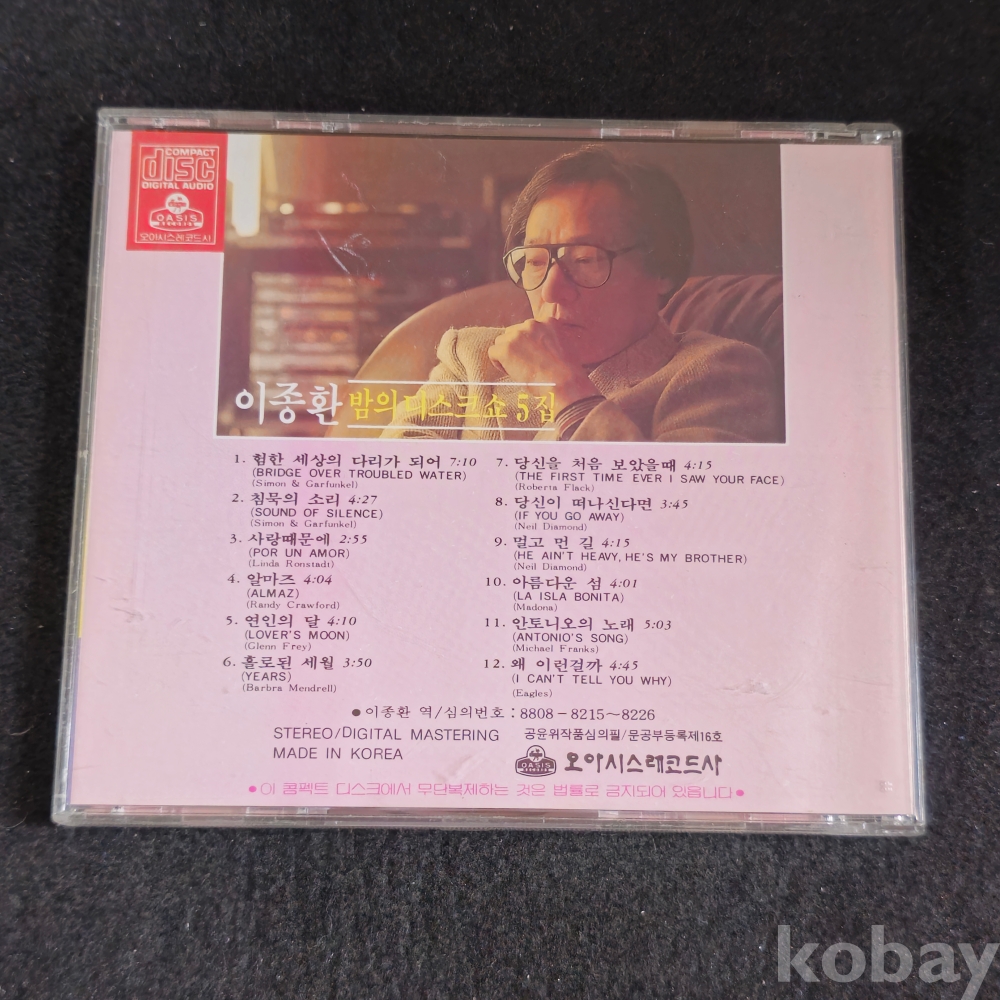 COMPACT
disc
DIGITAL AUDIO
OASIS
RECORDS
오아시스레코드사
이종환 밤의디스크쇼 5집
1. 험한 세상의 다리가 되어 7:10
(BRIDGE OVER TROUBLED WATER)
(Simon & Garfunkel)
2. 침묵의 소리 4:27
(SOUND OF SILENCE)
(Simon & Garfunkel)
3. 사랑때문에 2:55
(POR UN AMOR)
(Linda Ronstadt)
4. 알마즈 4:04
(ALMAZ)
(Randy Crawford)
5. 연인의 달 4:10
(LOVER'S MOON)
(Glenn Frey)
6. 홀로된 세월 3:50
(YEARS)
(Barbra Mendrell)
7. 당신을 처음 보았을때 4:15
(THE FIRST TIME EVER I SAW YOUR FACE)
(Roberta Flack)
8. 당신이 떠나신다면 3:45
(IF YOU GO AWAY)
(Neil Diamond)
9. 멀고 먼 길 4:15
(HE AIN'T HEAVY, HE'S MY BROTHER)
(Neil Diamond)
10. 아름다운 섬 4:01
(LA ISLA BONITA)
(Madona)
11. 안토니오의 노래 5:03
(ANTONIO'S SONG)
(Michael Franks)
12. 왜 이런걸까 4:45
(I CAN'T TELL YOU WHY)
(Eagles)
● 이종환 역/심의번호 : 8808-8215~8226
STEREO/DIGITAL MASTERING 공윤위작품심의필/문공부등록제16호
MADE IN KOREA
OASIS
RECORDS
오아시스레코드사
● 이 콤팩트 디스크에서 무단복제하는 것은 법률로 금지되어 있읍니다 ●
kobay